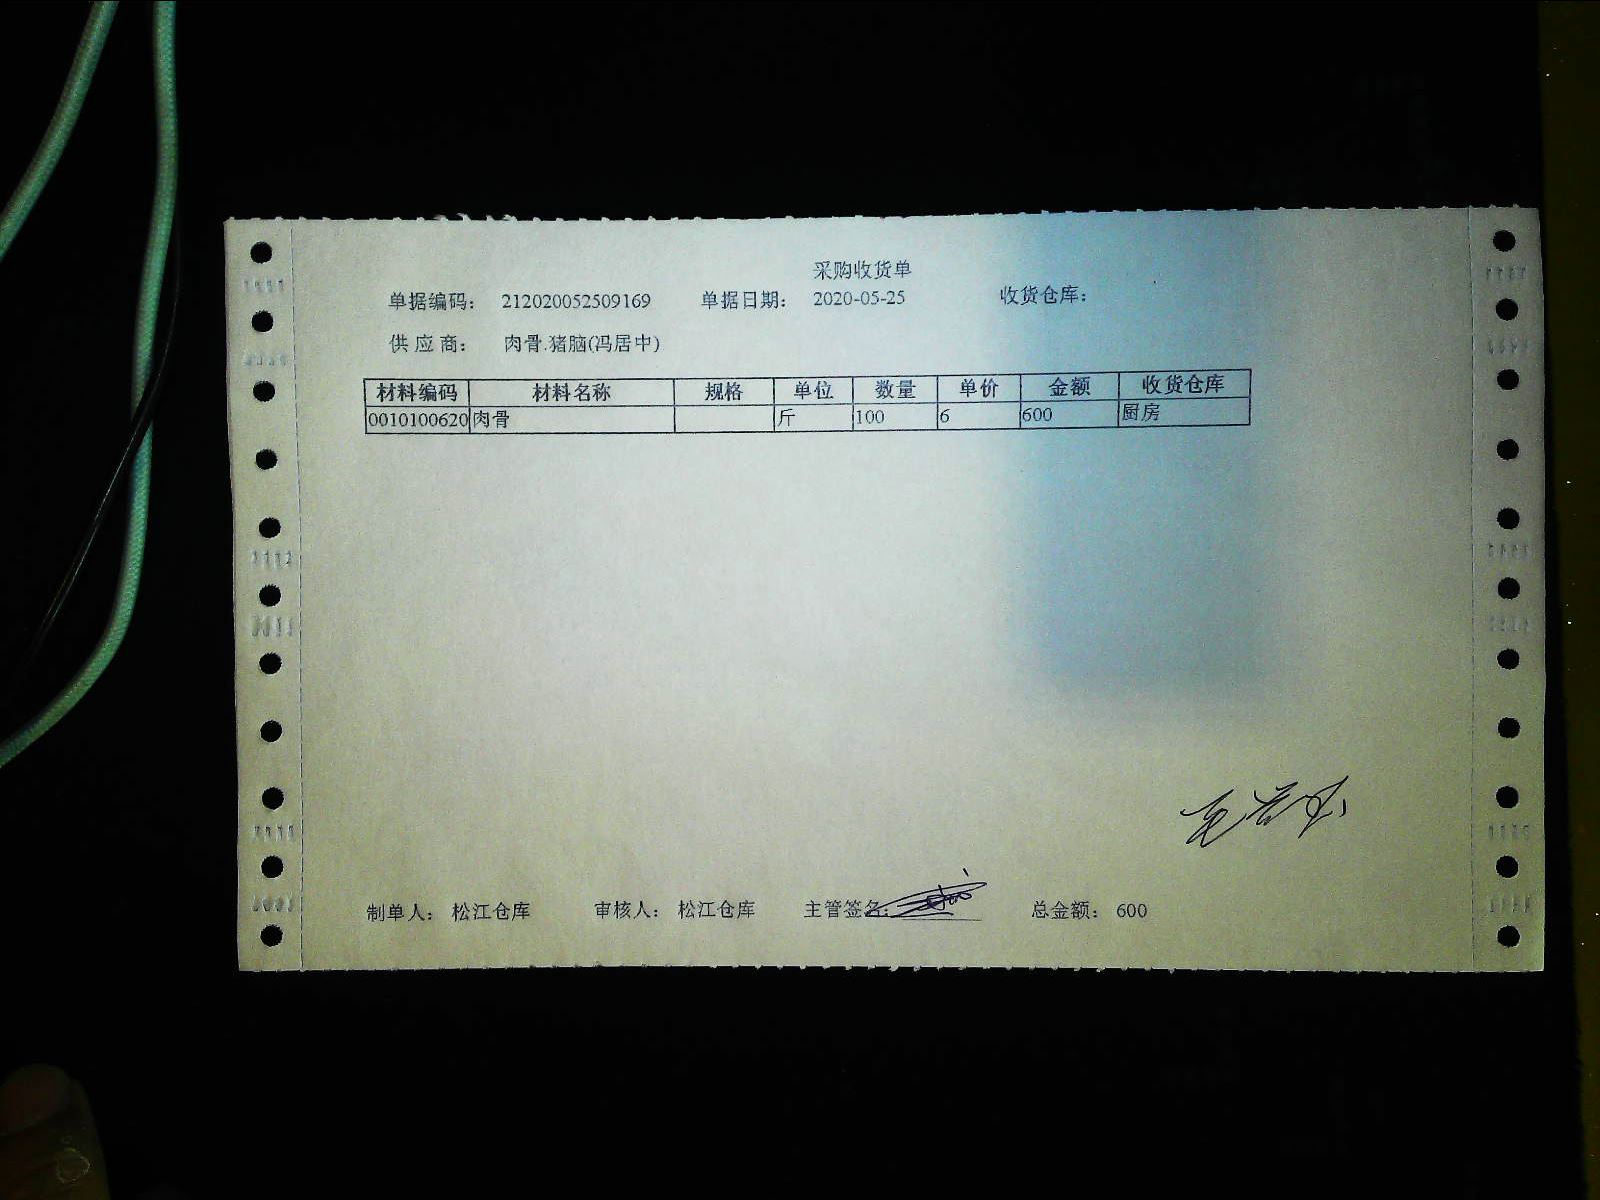 采购收货单
单据编码： 212020052509169 单据日期： 2020-05-25 收货仓库：
供应商： 肉骨.猪脑(冯居中)
材料编码 材料名称 规格 单位 数量 单价 金额 收货仓库
0010100620 肉骨 斤 100 6 600 厨房
制单人： 松江仓库 审核人： 松江仓库 主管签名： 总金额： 600